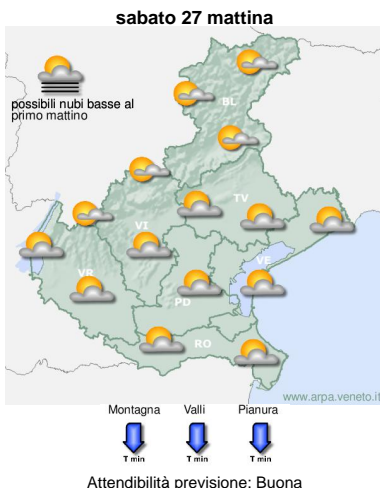 sabato 27 mattina
possibili nubi basse al
primo mattino
BL
TV
VI
VE
VR
PD
RO
www.arpa.veneto.it
Montagna Valli Pianura
T min T min T min
Attendibilità previsione: Buona